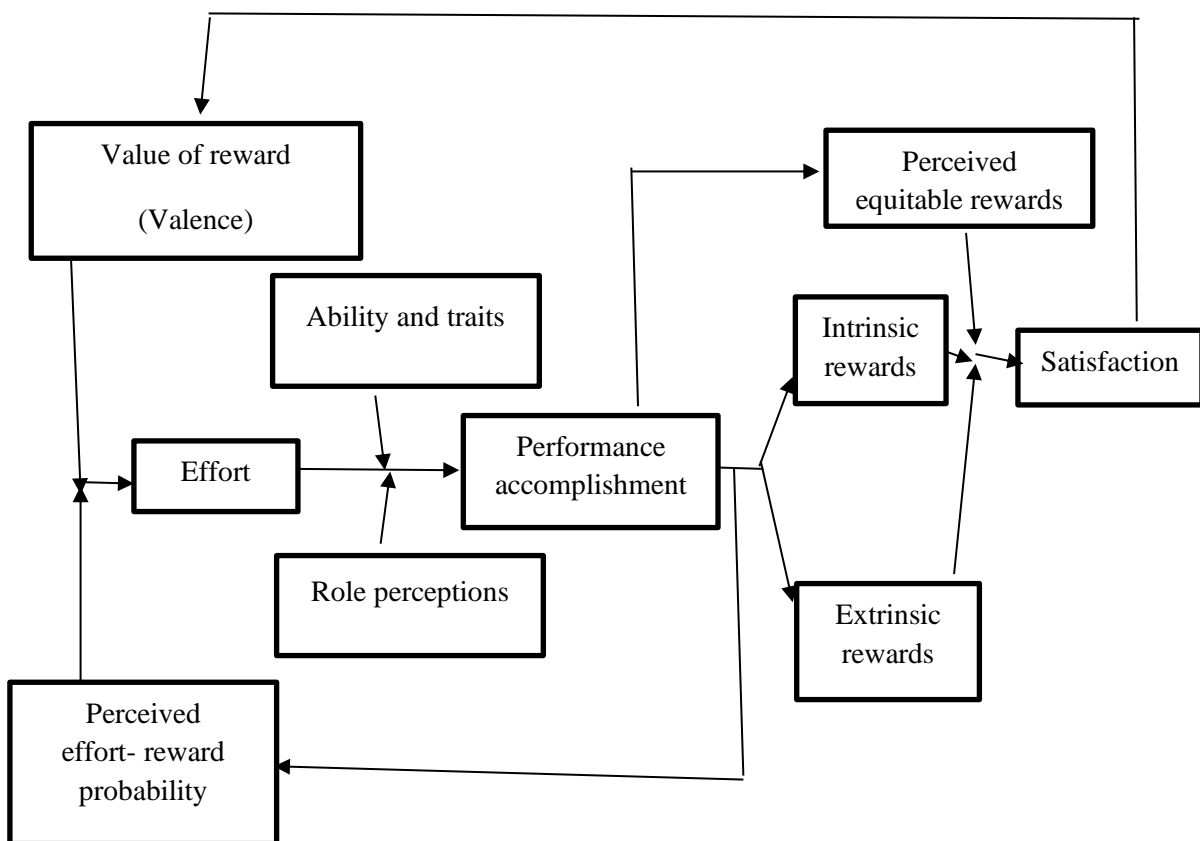 Value of reward
(Valence)
Perceived
equitable rewards
Ability and traits
Intrinsic
rewards
Satisfaction
Effort
Performance
accomplishment
Role perceptions
Extrinsic
rewards
Perceived
effort- reward
probability